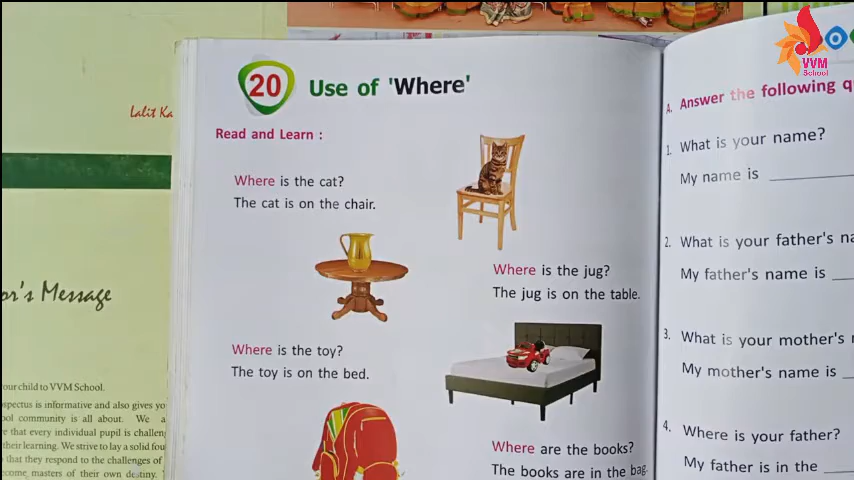 VVM
School
Lalit
or's Message
our child to VVM School.
spectus is informative and also gives
ool community is all about. We
e that every individual pupil is
their learning. We strive to lay a solid
that they respond to the challenges of
come masters of their own destiny.
20 Use of 'Where'
Read and Learn :
Where is the cat?
The cat is on the chair.
Where is the jug?
The jug is on the table.
Where is the toy?
The toy is on the bed.
Where are the books?
The books are in the bag.
A. Answer the following
1. What is your name?
My name is
2. What is your father's
My father's name is
3. What is your mother's
My mother's name is
4. Where is your father?
My father is in the